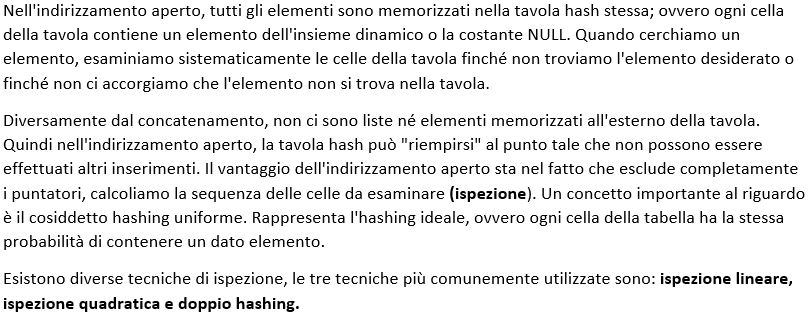 Nell'indirizzamento aperto, tutti gli elementi sono memorizzati nella tavola hash stessa; ovvero ogni cella
della tavola contiene un elemento dell'insieme dinamico o la costante NULL. Quando cerchiamo un
elemento, esaminiamo sistematicamente le celle della tavola finché non troviamo l'elemento desiderato o
finché non ci accorgiamo che l'elemento non si trova nella tavola.
Diversamente dal concatenamento, non ci sono liste né elementi memorizzati all'esterno della tavola.
Quindi nell'indirizzamento aperto, la tavola hash può "riempirsi" al punto tale che non possono essere
effettuati altri inserimenti. Il vantaggio dell'indirizzamento aperto sta nel fatto che esclude completamente
i puntatori, calcoliamo la sequenza delle celle da esaminare (ispezione). Un concetto importante al riguardo
è il cosiddetto hashing uniforme. Rappresenta l'hashing ideale, ovvero ogni cella della tabella ha la stessa
probabilità di contenere un dato elemento.
Esistono diverse tecniche di ispezione, le tre tecniche più comunemente utilizzate sono: ispezione lineare,
ispezione quadratica e doppio hashing.